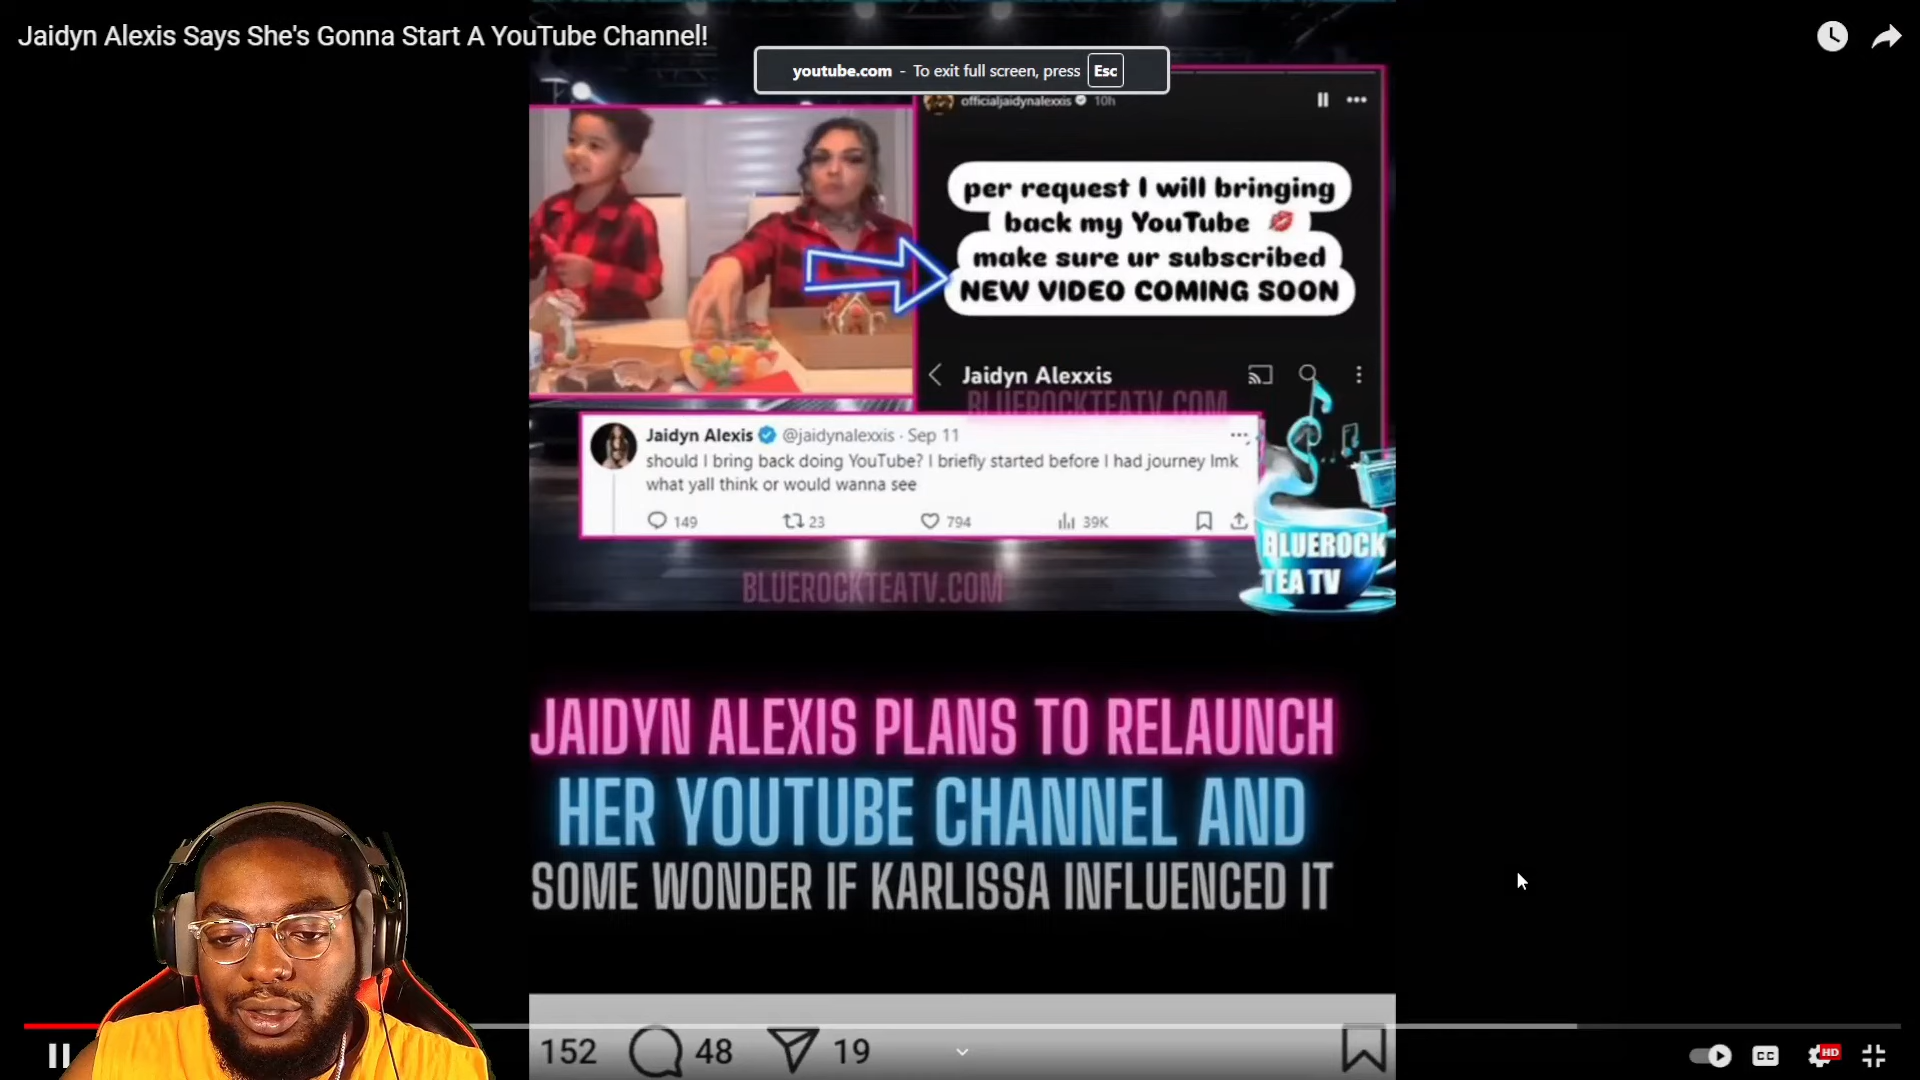 Jaidyn Alexis Says She's Gonna Start A YouTube Channel!
youtube.com - To exit full screen, press Esc
officialjaidynalexxis 10h
per request I will bringing
back my YouTube 💋
make sure ur subscribed
NEW VIDEO COMING SOON
Jaidyn Alexxis
BLUEROCKTEATV.COM
Jaidyn Alexis @jaidynalexxis · Sep 11
should I bring back doing YouTube? I briefly started before I had journey lmk
what yall think or would wanna see
149 23 794 39K
BLUEROCK
TEA TV
BLUEROCKTEATV.COM
JAIDYN ALEXIS PLANS TO RELAUNCH
HER YOUTUBE CHANNEL AND
SOME WONDER IF KARLISSA INFLUENCED IT
152 48 19
CC HD